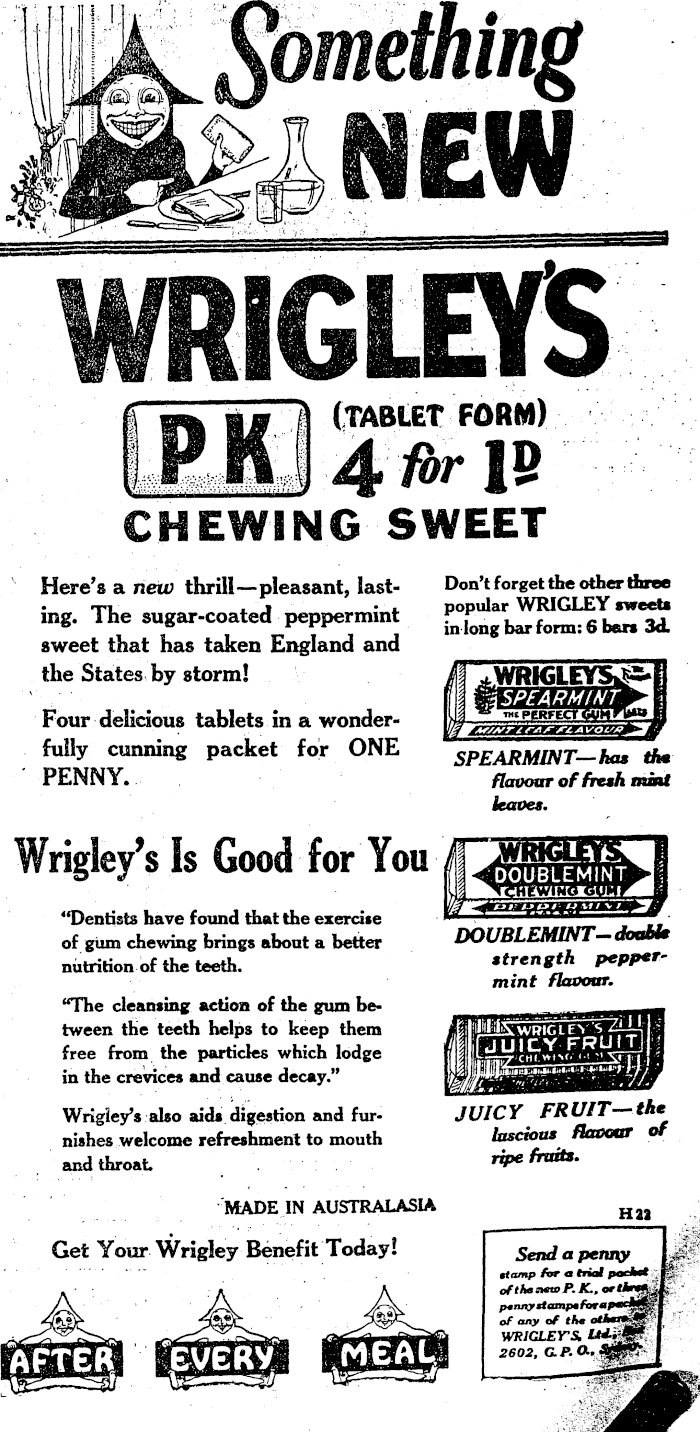 Something
NEW
WRIGLEY'S
PK
(TABLET FORM)
4 for 1D
CHEWING SWEET
Here's a new thrill—pleasant, last-
ing. The sugar-coated peppermint
sweet that has taken England and
the States by storm!
Four delicious tablets in a wonder-
fully cunning packet for ONE
PENNY.
Wrigley's Is Good for You
"Dentists have found that the exercise
of gum chewing brings about a better
nutrition of the teeth.
"The cleansing action of the gum be-
tween the teeth helps to keep them
free from the particles which lodge
in the crevices and cause decay."
Wrigley's also aids digestion and fur-
nishes welcome refreshment to mouth
and throat.
Don't forget the other three
popular WRIGLEY sweets
in long bar form: 6 bars 3d.
WRIGLEY'S
SPEARMINT
THE PERFECT GUM
MINT LEAF FLAVOUR
SPEARMINT—has the
flavour of fresh mint
leaves.
WRIGLEY'S
DOUBLEMINT
CHEWING GUM
PEPPERMINT
DOUBLEMINT—double
strength pepper-
mint flavour.
WRIGLEY'S
JUICY FRUIT
CHEWING GUM
JUICY FRUIT—the
luscious flavour of
ripe fruits.
MADE IN AUSTRALASIA
H 22
Get Your Wrigley Benefit Today!
AFTER
EVERY
MEAL
Send a penny
stamp for a trial packet
of the new P. K., or three
penny stamps for a packet
of any of the others.
WRIGLEY'S, Ltd.,
2602, G. P. O.,